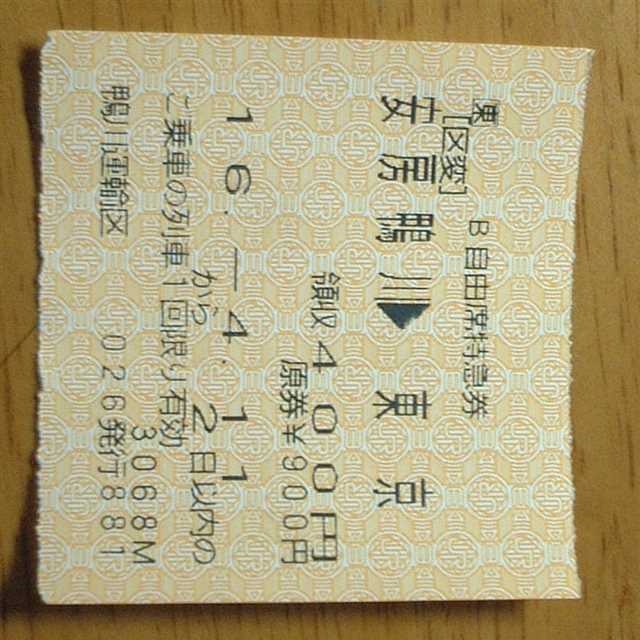 B自由席特急券
[区変]
安房鴨川▶東京
領収400円
原券¥900円
16.-4.11
から2日以内の
ご乗車の列車1回限り有効
3068M
鴨川運輸区 026発行881